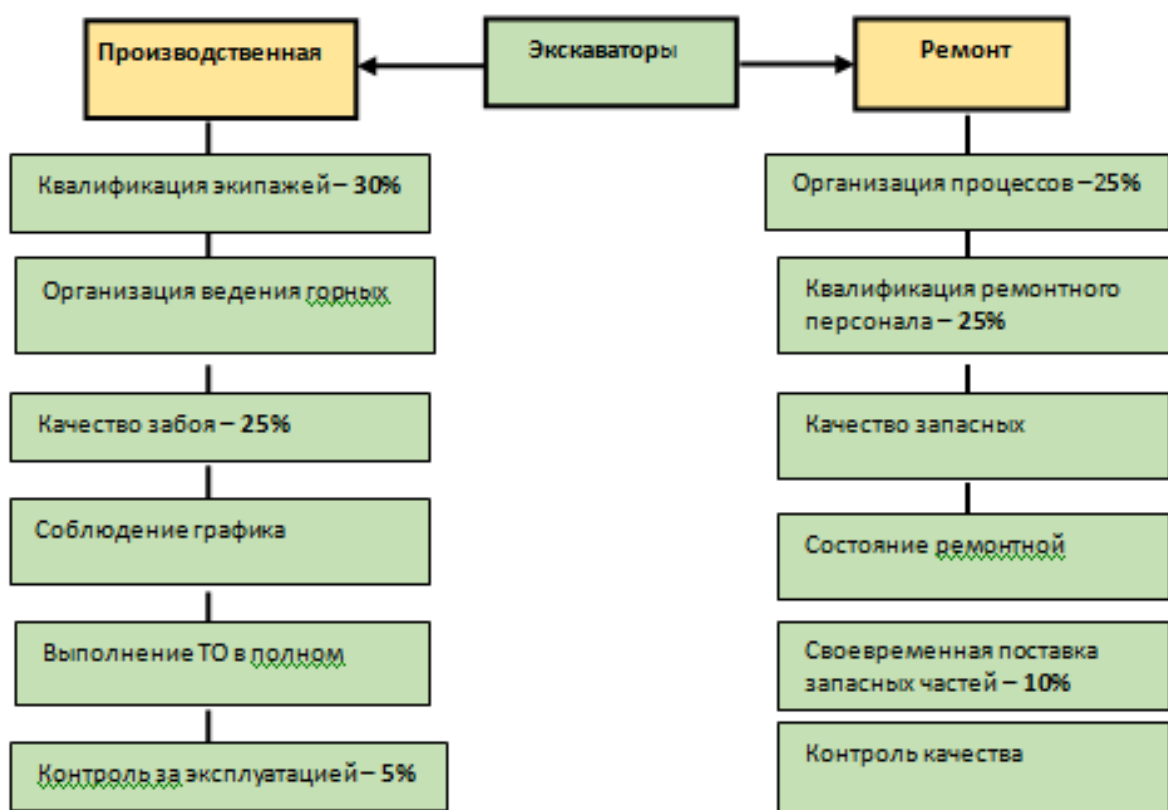 Производственная
Экскаваторы
Ремонт
Квалификация экипажей – 30%
Организация ведения горных
Качество забоя – 25%
Соблюдение графика
Выполнение ТО в полном
Контроль за эксплуатацией – 5%
Организация процессов –25%
Квалификация ремонтного
персонала – 25%
Качество запасных
Состояние ремонтной
Своевременная поставка
запасных частей – 10%
Контроль качества